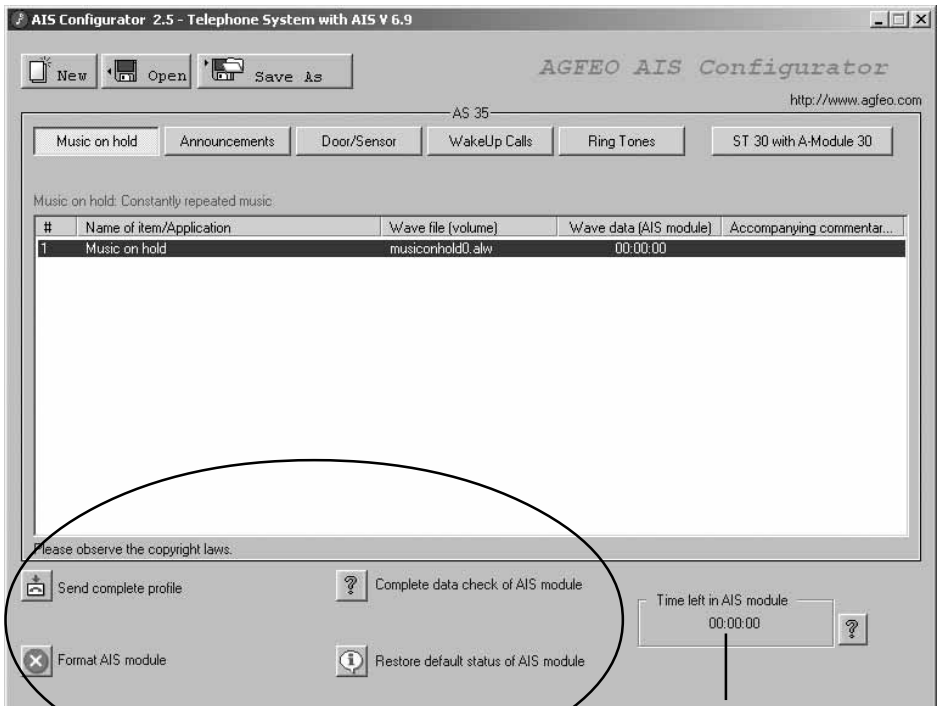 AIS Configurator 2.5 - Telephone System with AIS V 6.9
New Open Save As
AGFEO AIS Configurator
http://www.agfeo.com
AS 35
Music on hold Announcements Door/Sensor WakeUp Calls Ring Tones ST 30 with A-Module 30
Music on hold: Constantly repeated music
# Name of item/Application Wave file (volume) Wave data (AIS module) Accompanying commentar...
1 Music on hold musiconhold0.alw 00:00:00
Please observe the copyright laws.
Send complete profile ? Complete data check of AIS module
Time left in AIS module
00:00:00 ?
Format AIS module Restore default status of AIS module